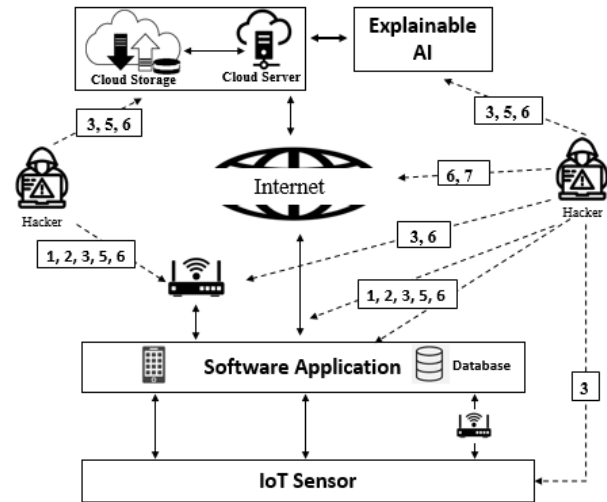 Explainable
AI
Cloud Storage
Cloud Server
3, 5, 6
3, 5, 6
Internet
6, 7
Hacker
Hacker
1, 2, 3, 5, 6
3, 6
1, 2, 3, 5, 6
Software Application
Database
3
IoT Sensor